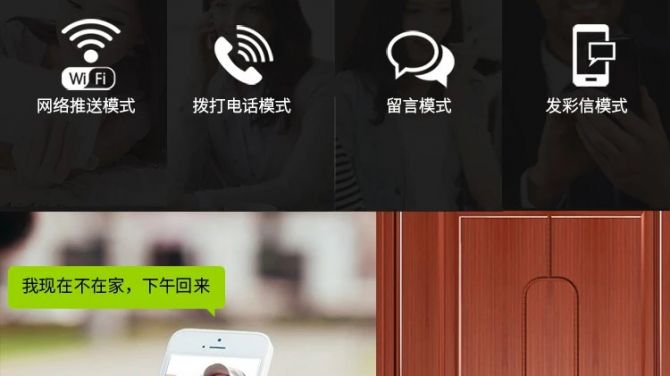 WiFi
网络推送模式
拨打电话模式
留言模式
发彩信模式
我现在不在家，下午回来